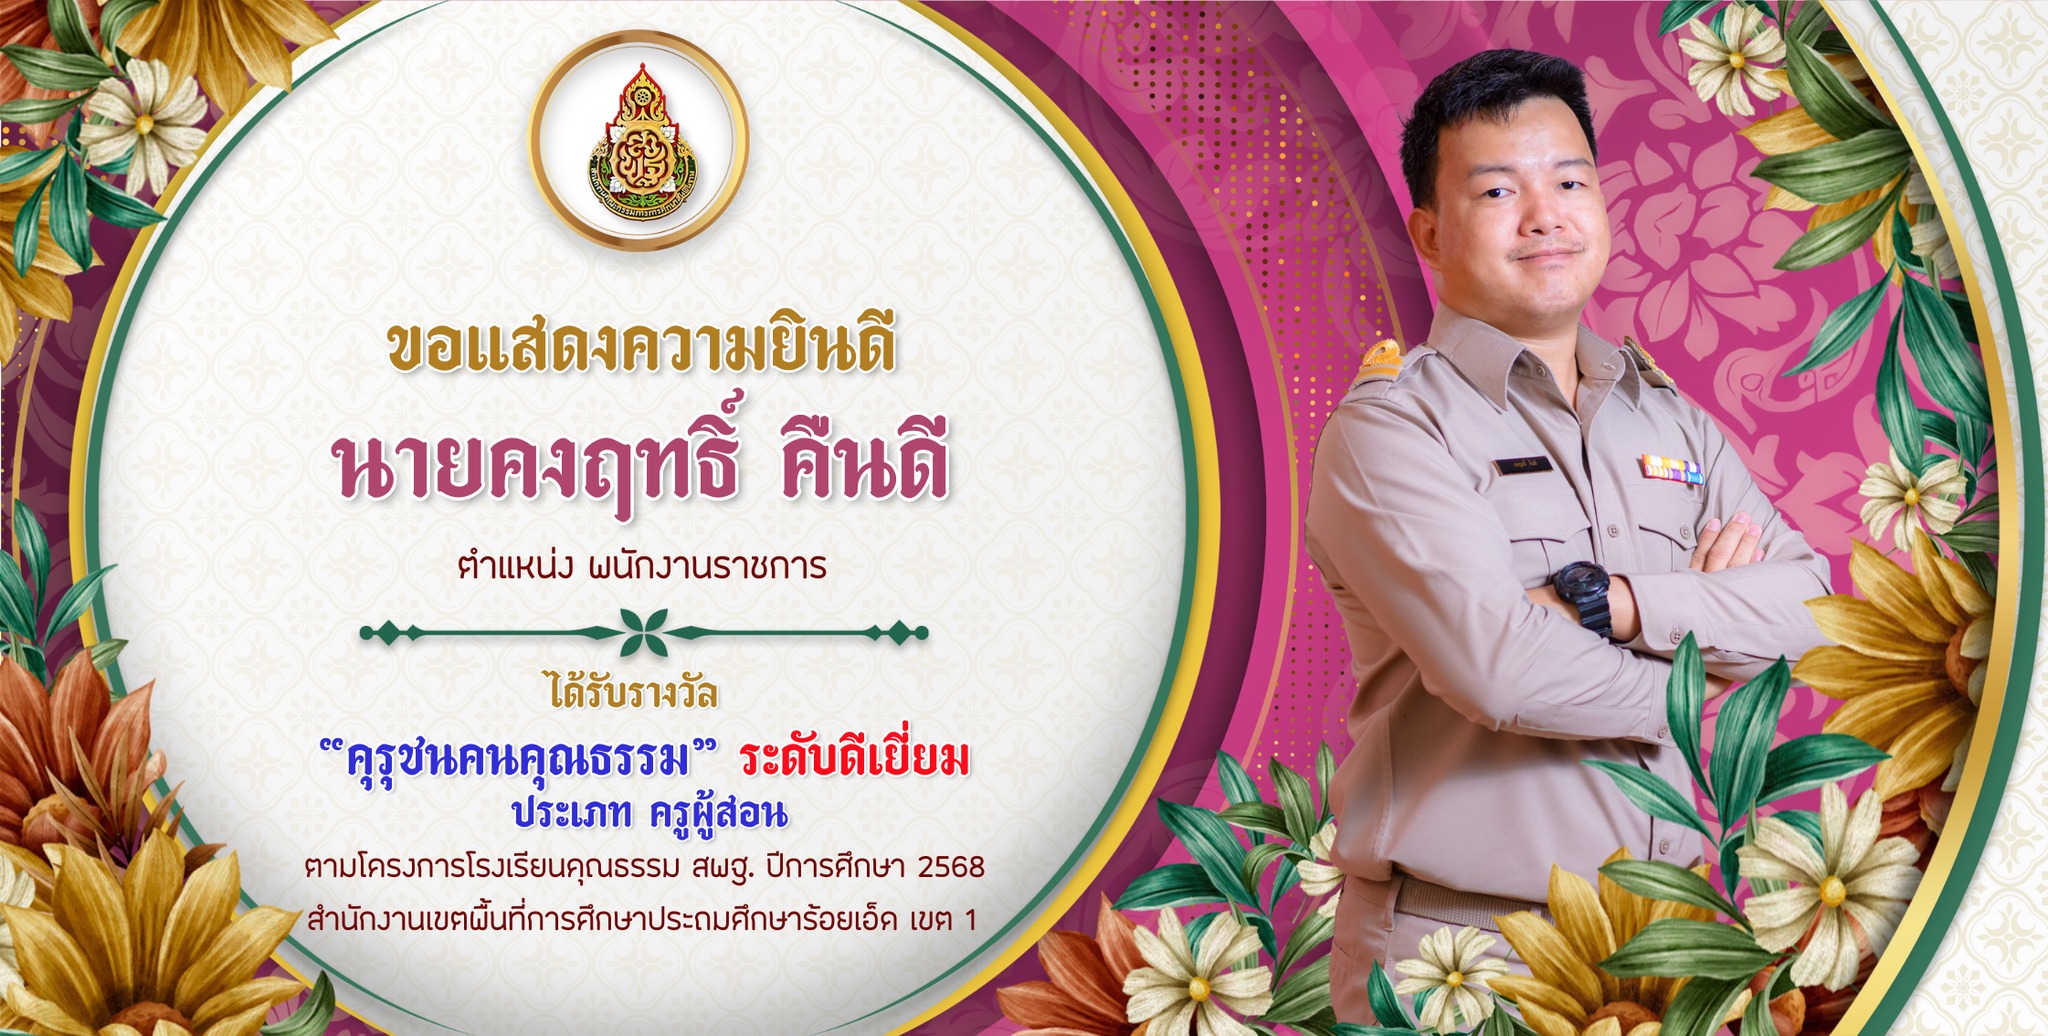 ขอแสดงความยินดี
นายคงฤทธิ์ คืนดี
ตำแหน่ง พนักงานราชการ
ได้รับรางวัล
“คุรุชนคนคุณธรรม” ระดับดีเยี่ยม
ประเภท ครูผู้สอน
ตามโครงการโรงเรียนคุณธรรม สพฐ. ปีการศึกษา 2568
สำนักงานเขตพื้นที่การศึกษาประถมศึกษาร้อยเอ็ด เขต 1